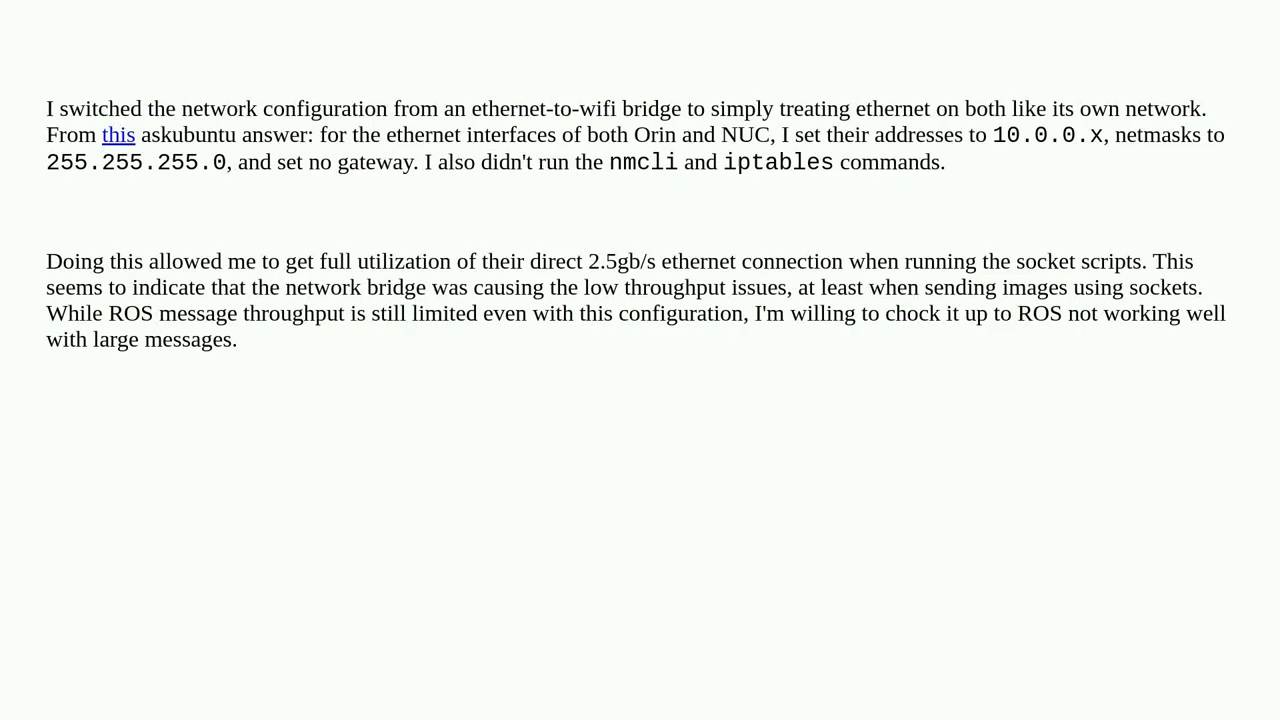 I switched the network configuration from an ethernet-to-wifi bridge to simply treating ethernet on both like its own network.
From this askubuntu answer: for the ethernet interfaces of both Orin and NUC, I set their addresses to 10.0.0.x, netmasks to
255.255.255.0, and set no gateway. I also didn't run the nmcli and iptables commands.
Doing this allowed me to get full utilization of their direct 2.5gb/s ethernet connection when running the socket scripts. This
seems to indicate that the network bridge was causing the low throughput issues, at least when sending images using sockets.
While ROS message throughput is still limited even with this configuration, I'm willing to chock it up to ROS not working well
with large messages.